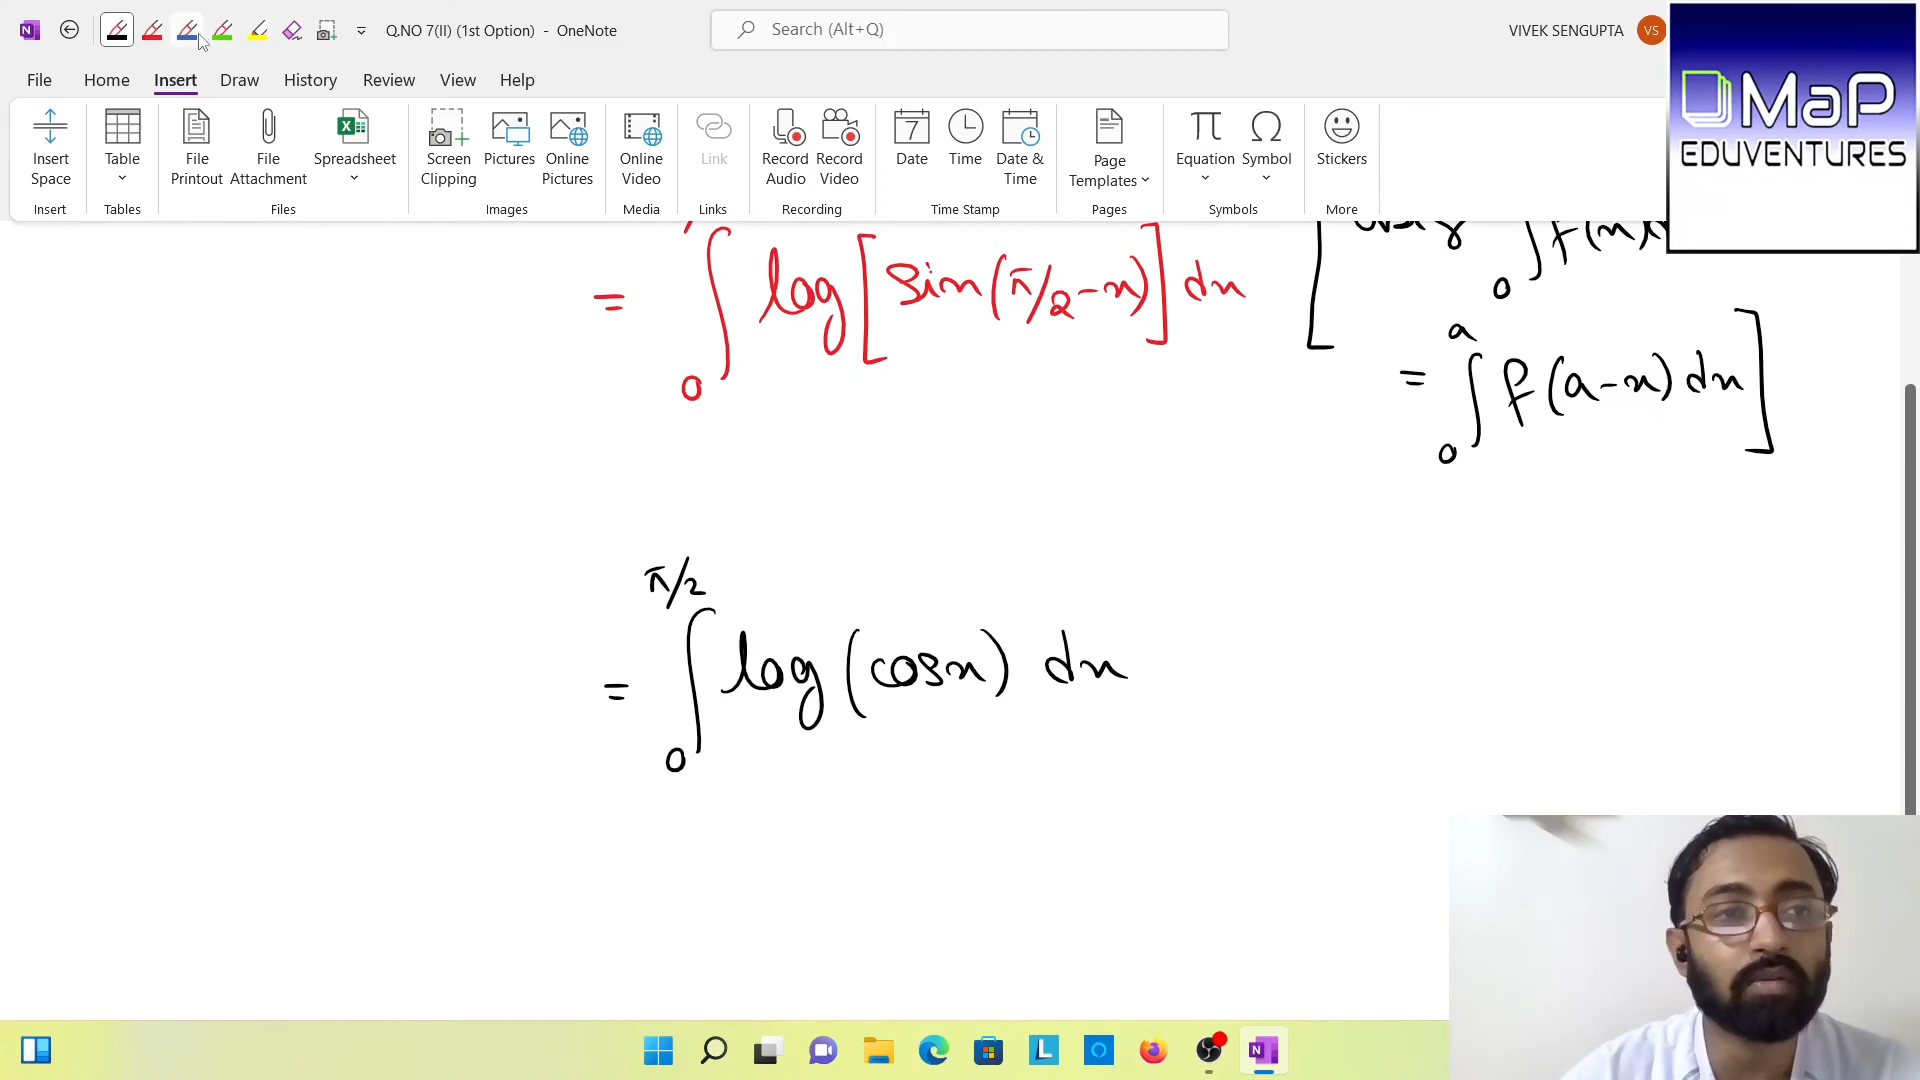 Q.NO 7(II) (1st Option) - OneNote
Search (Alt+Q)
VIVEK SENGUPTA VS
File Home Insert Draw History Review View Help
Insert Space
Table
File Printout
File Attachment
Spreadsheet
Screen Clipping
Pictures
Online Pictures
Online Video
Link
Record Audio
Record Video
Date
Time
Date & Time
Page Templates
Equation
Symbol
Stickers
Insert Tables Files Images Media Links Recording Time Stamp Pages Symbols More
MaP
EDUVENTURES
= ∫₀ log[sin(π/2-x)] dx
= ∫₀ᵃ f(a-x) dx]
= ∫₀^π/2 log (cosx) dx